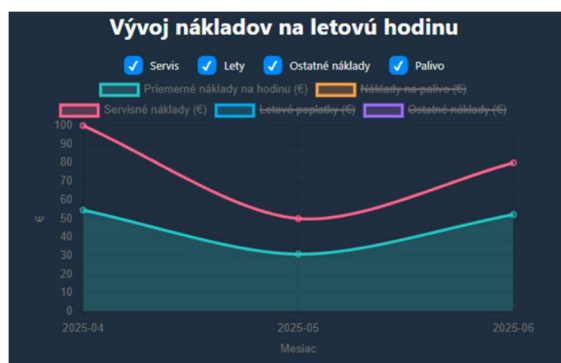 Vývoj nákladov na letovú hodinu
Servis Lety Ostatné náklady Palivo
Priemerné náklady na hodinu (€) Náklady na palivo (€)
Servisné náklady (€) Letové poplatky (€) Ostatné náklady (€)
100
90
80
70
60
50
40
30
20
10
0
€
2025-04 2025-05 2025-06
Mesiac